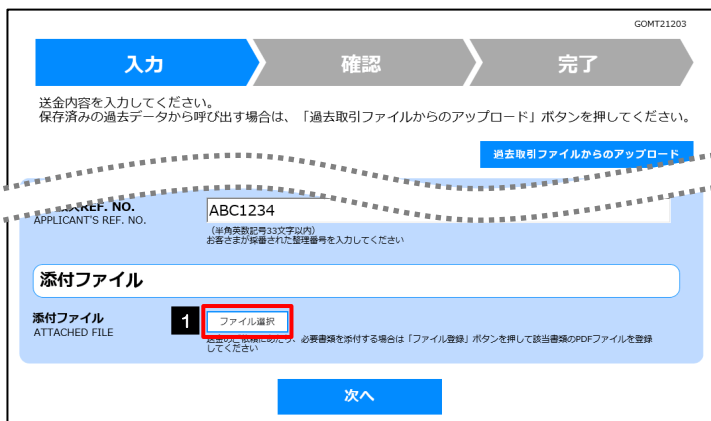 GOMT21203
入力
確認
完了
送金内容を入力してください。
保存済みの過去データから呼び出す場合は、「過去取引ファイルからのアップロード」ボタンを押してください。
過去取引ファイルからのアップロード
REF. NO.
APPLICANT'S REF. NO.
ABC1234
(半角英数記号33文字以内)
お客さまが採番された整理番号を入力してください
添付ファイル
添付ファイル
ATTACHED FILE
1
ファイル選択
送金のご依頼にあたり、必要書類を添付する場合は「ファイル登録」ボタンを押して該当書類のPDFファイルを登録
してください
次へ